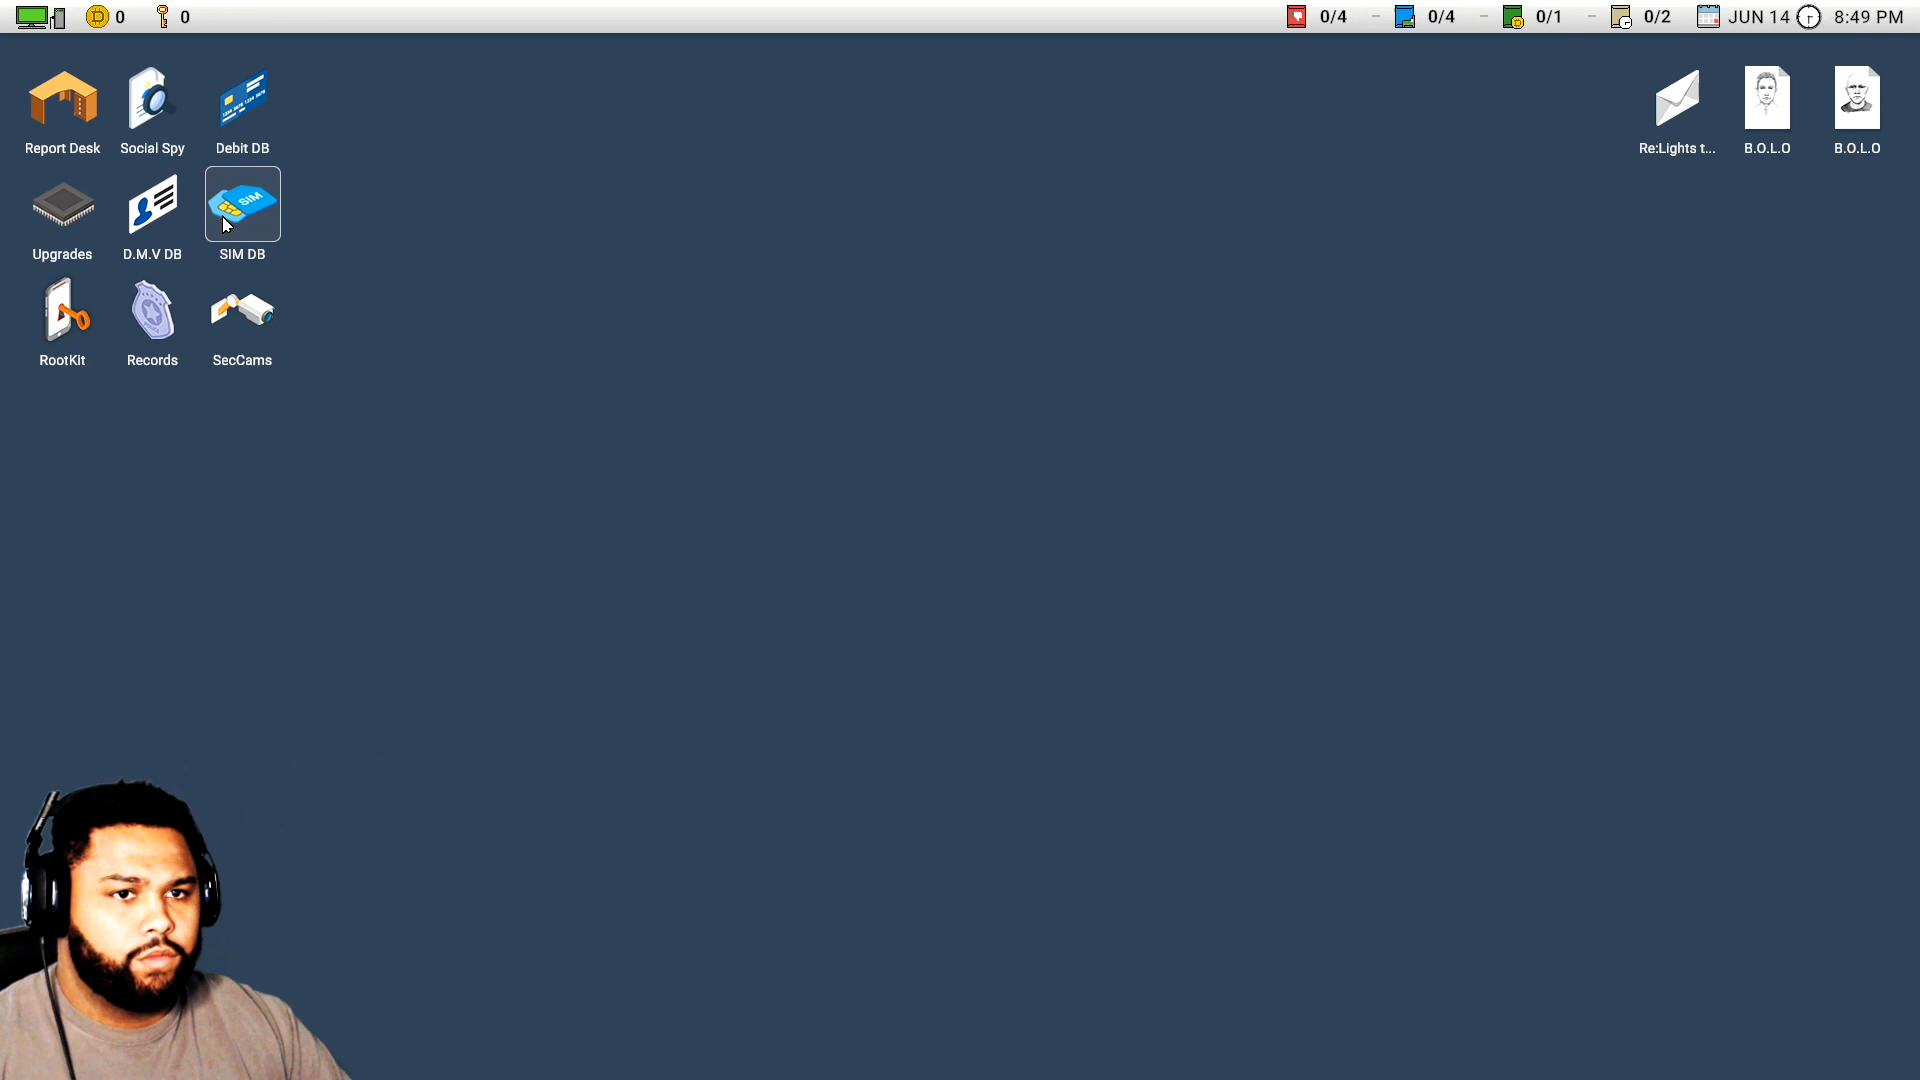 0 0 0/4 – 0/4 – 0/1 – 0/2 JUN 14 8:49 PM
Report Desk Social Spy Debit DB Re:Lights t... B.O.L.O B.O.L.O
SIM
Upgrades D.M.V DB SIM DB
RootKit Records SecCams